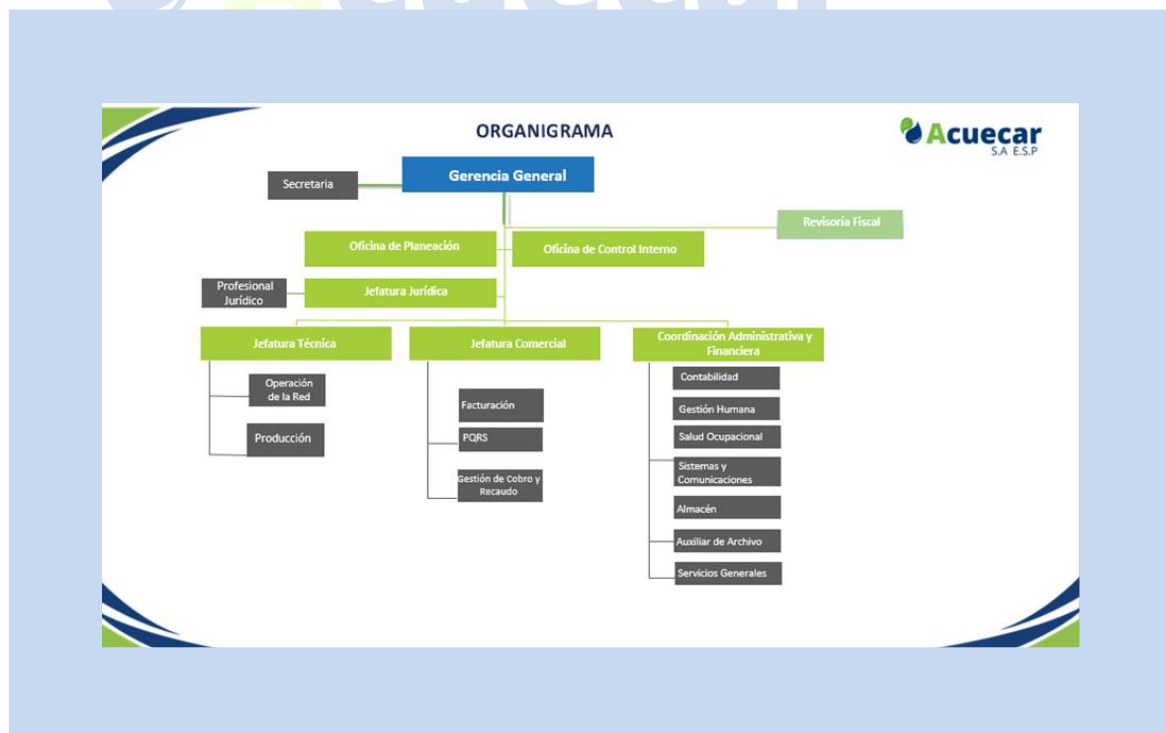 Acuecar
ORGANIGRAMA
Acuecar
S.A E.S.P
Secretaria
Gerencia General
Revisoría Fiscal
Oficina de Planeación
Oficina de Control Interno
Profesional
Jurídico
Jefatura Jurídica
Jefatura Técnica
Jefatura Comercial
Coordinación Administrativa y
Financiera
Operación
de la Red
Producción
Facturación
PQRS
Gestión de Cobro y
Recaudo
Contabilidad
Gestión Humana
Salud Ocupacional
Sistemas y
Comunicaciones
Almacén
Auxiliar de Archivo
Servicios Generales